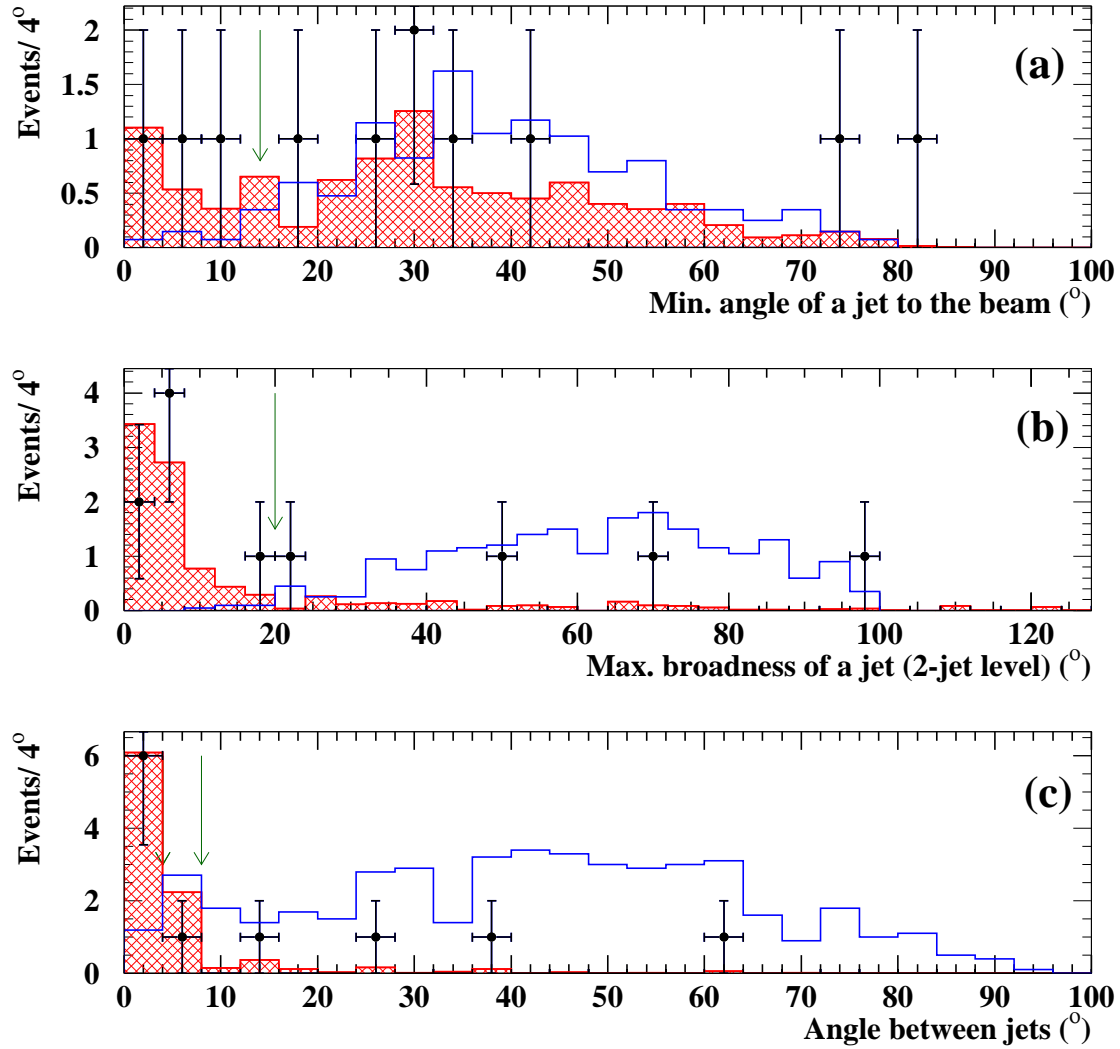 Events/ 4°
2
1.5
1
0.5
0
(a)
0 10 20 30 40 50 60 70 80 90 100
Min. angle of a jet to the beam (°)
Events/ 4°
4
3
2
1
0
(b)
0 20 40 60 80 100 120
Max. broadness of a jet (2-jet level) (°)
Events/ 4°
6
4
2
0
(c)
0 10 20 30 40 50 60 70 80 90 100
Angle between jets (°)